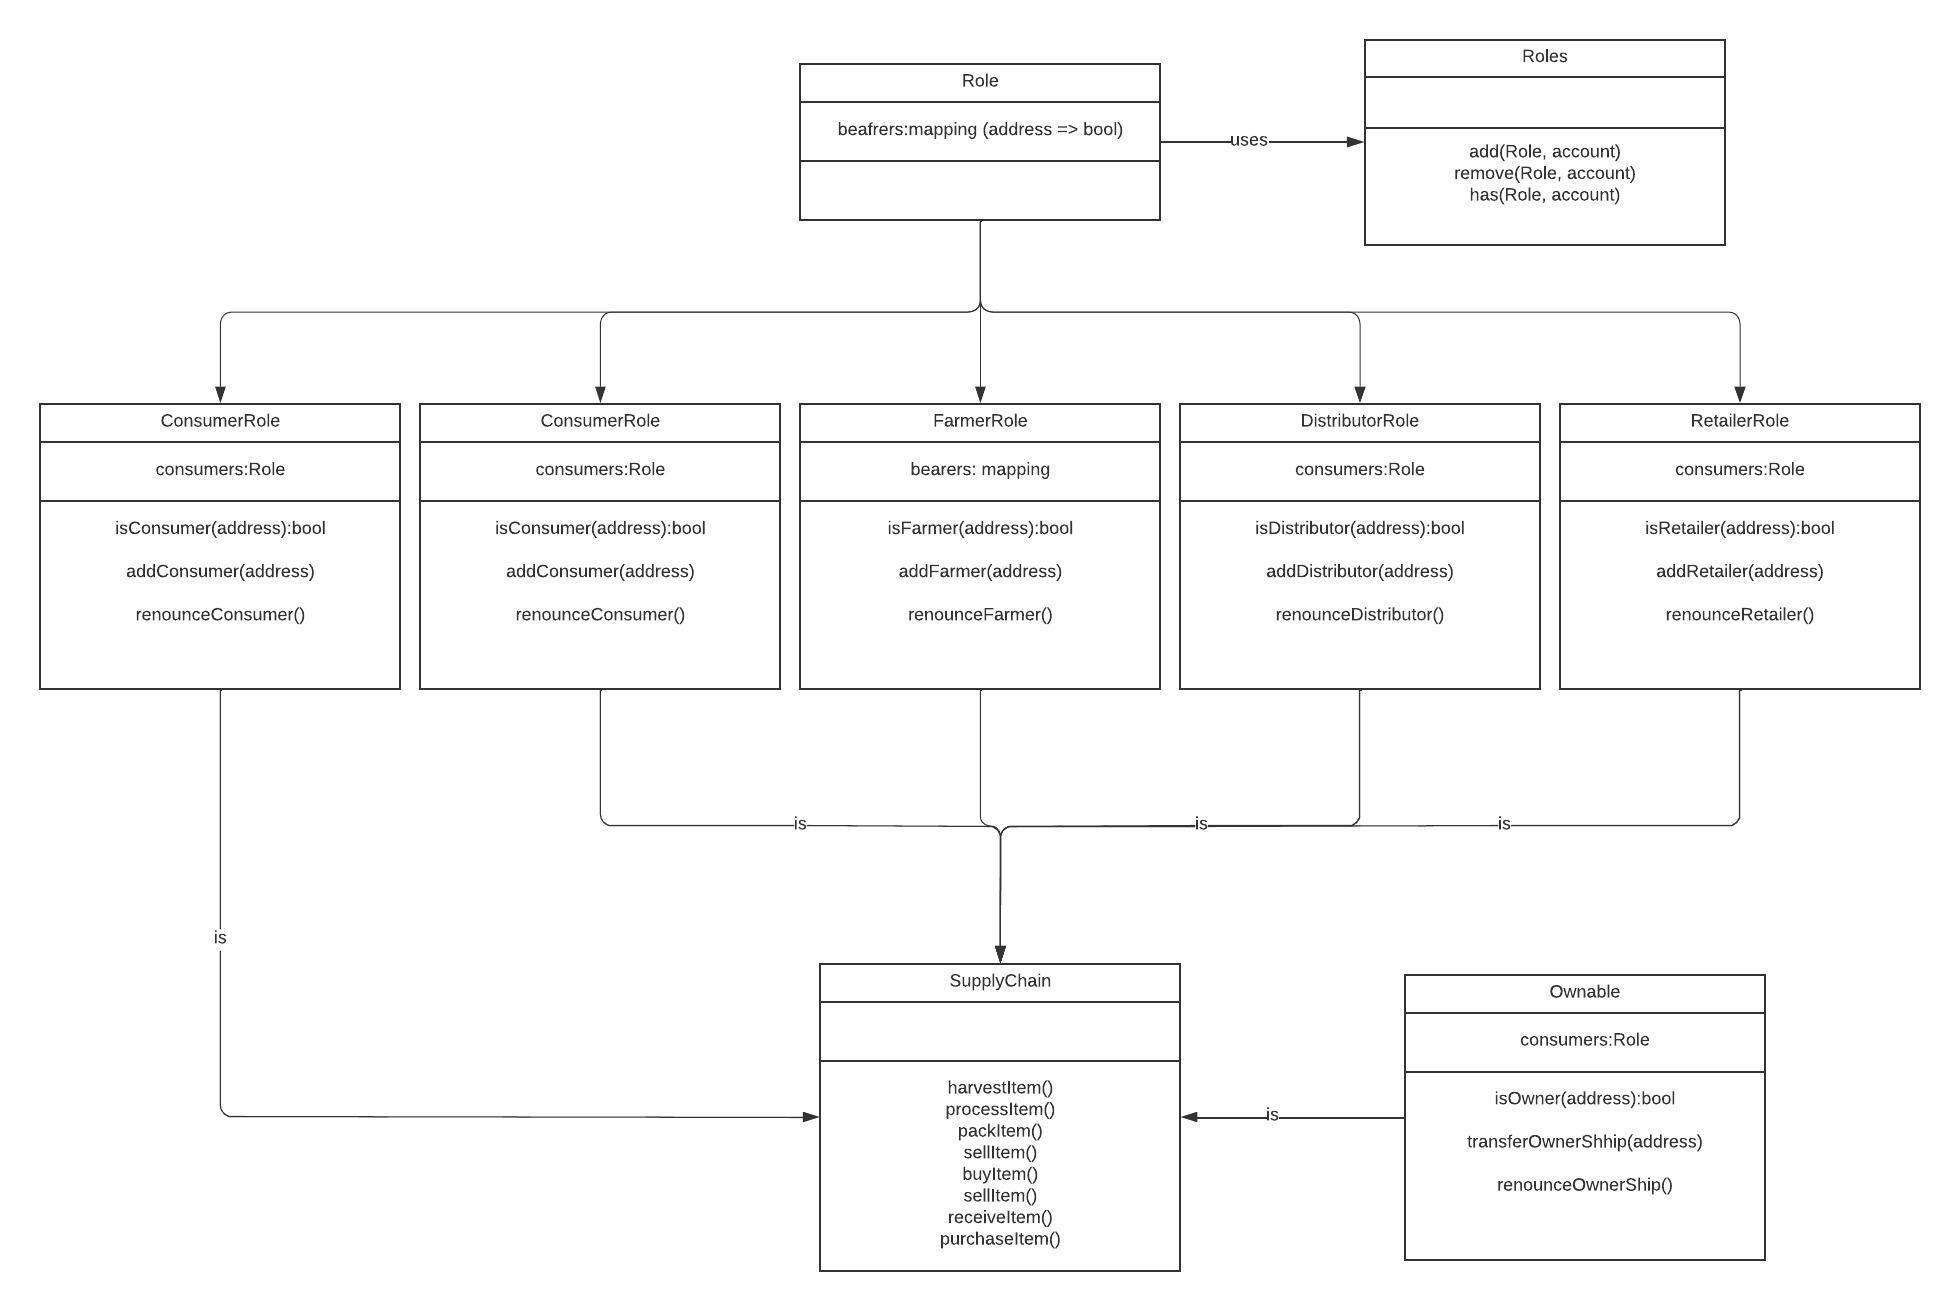 Role
beafrers:mapping (address => bool)
uses
Roles
add(Role, account)
remove(Role, account)
has(Role, account)
ConsumerRole
consumers:Role
isConsumer(address):bool
addConsumer(address)
renounceConsumer()
ConsumerRole
consumers:Role
isConsumer(address):bool
addConsumer(address)
renounceConsumer()
FarmerRole
bearers: mapping
isFarmer(address):bool
addFarmer(address)
renounceFarmer()
DistributorRole
consumers:Role
isDistributor(address):bool
addDistributor(address)
renounceDistributor()
RetailerRole
consumers:Role
isRetailer(address):bool
addRetailer(address)
renounceRetailer()
is
is
is
is
SupplyChain
harvestItem()
processItem()
packItem()
sellItem()
buyItem()
sellItem()
receiveItem()
purchaseItem()
is
Ownable
consumers:Role
isOwner(address):bool
transferOwnerShhip(address)
renounceOwnerShip()